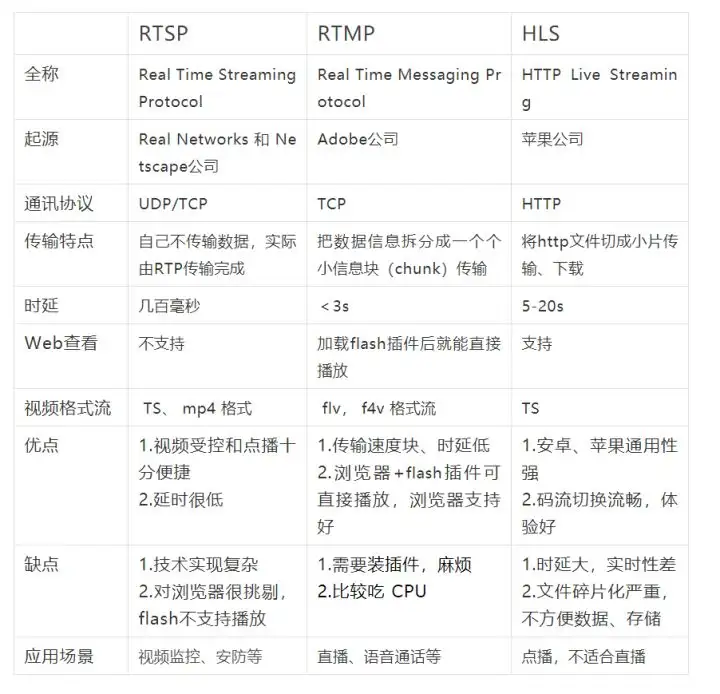 RTSP RTMP HLS
全称 Real Time Streaming Protocol Real Time Messaging Protocol HTTP Live Streaming
起源 Real Networks 和 Netscape公司 Adobe公司 苹果公司
通讯协议 UDP/TCP TCP HTTP
传输特点 自己不传输数据，实际由RTP传输完成 把数据信息拆分成一个个小信息块（chunk）传输 将http文件切成小片传输、下载
时延 几百毫秒 ＜3s 5-20s
Web查看 不支持 加载flash插件后就能直接播放 支持
视频格式流 TS、 mp4 格式 flv， f4v 格式流 TS
优点 1.视频受控和点播十分便捷 2.延时很低 1.传输速度块、时延低 2.浏览器+flash插件可直接播放，浏览器支持好 1.安卓、苹果通用性强 2.码流切换流畅，体验好
缺点 1.技术实现复杂 2.对浏览器很挑剔，flash不支持播放 1.需要装插件，麻烦 2.比较吃 CPU 1.时延大，实时性差 2.文件碎片化严重，不方便数据、存储
应用场景 视频监控、安防等 直播、语音通话等 点播，不适合直播